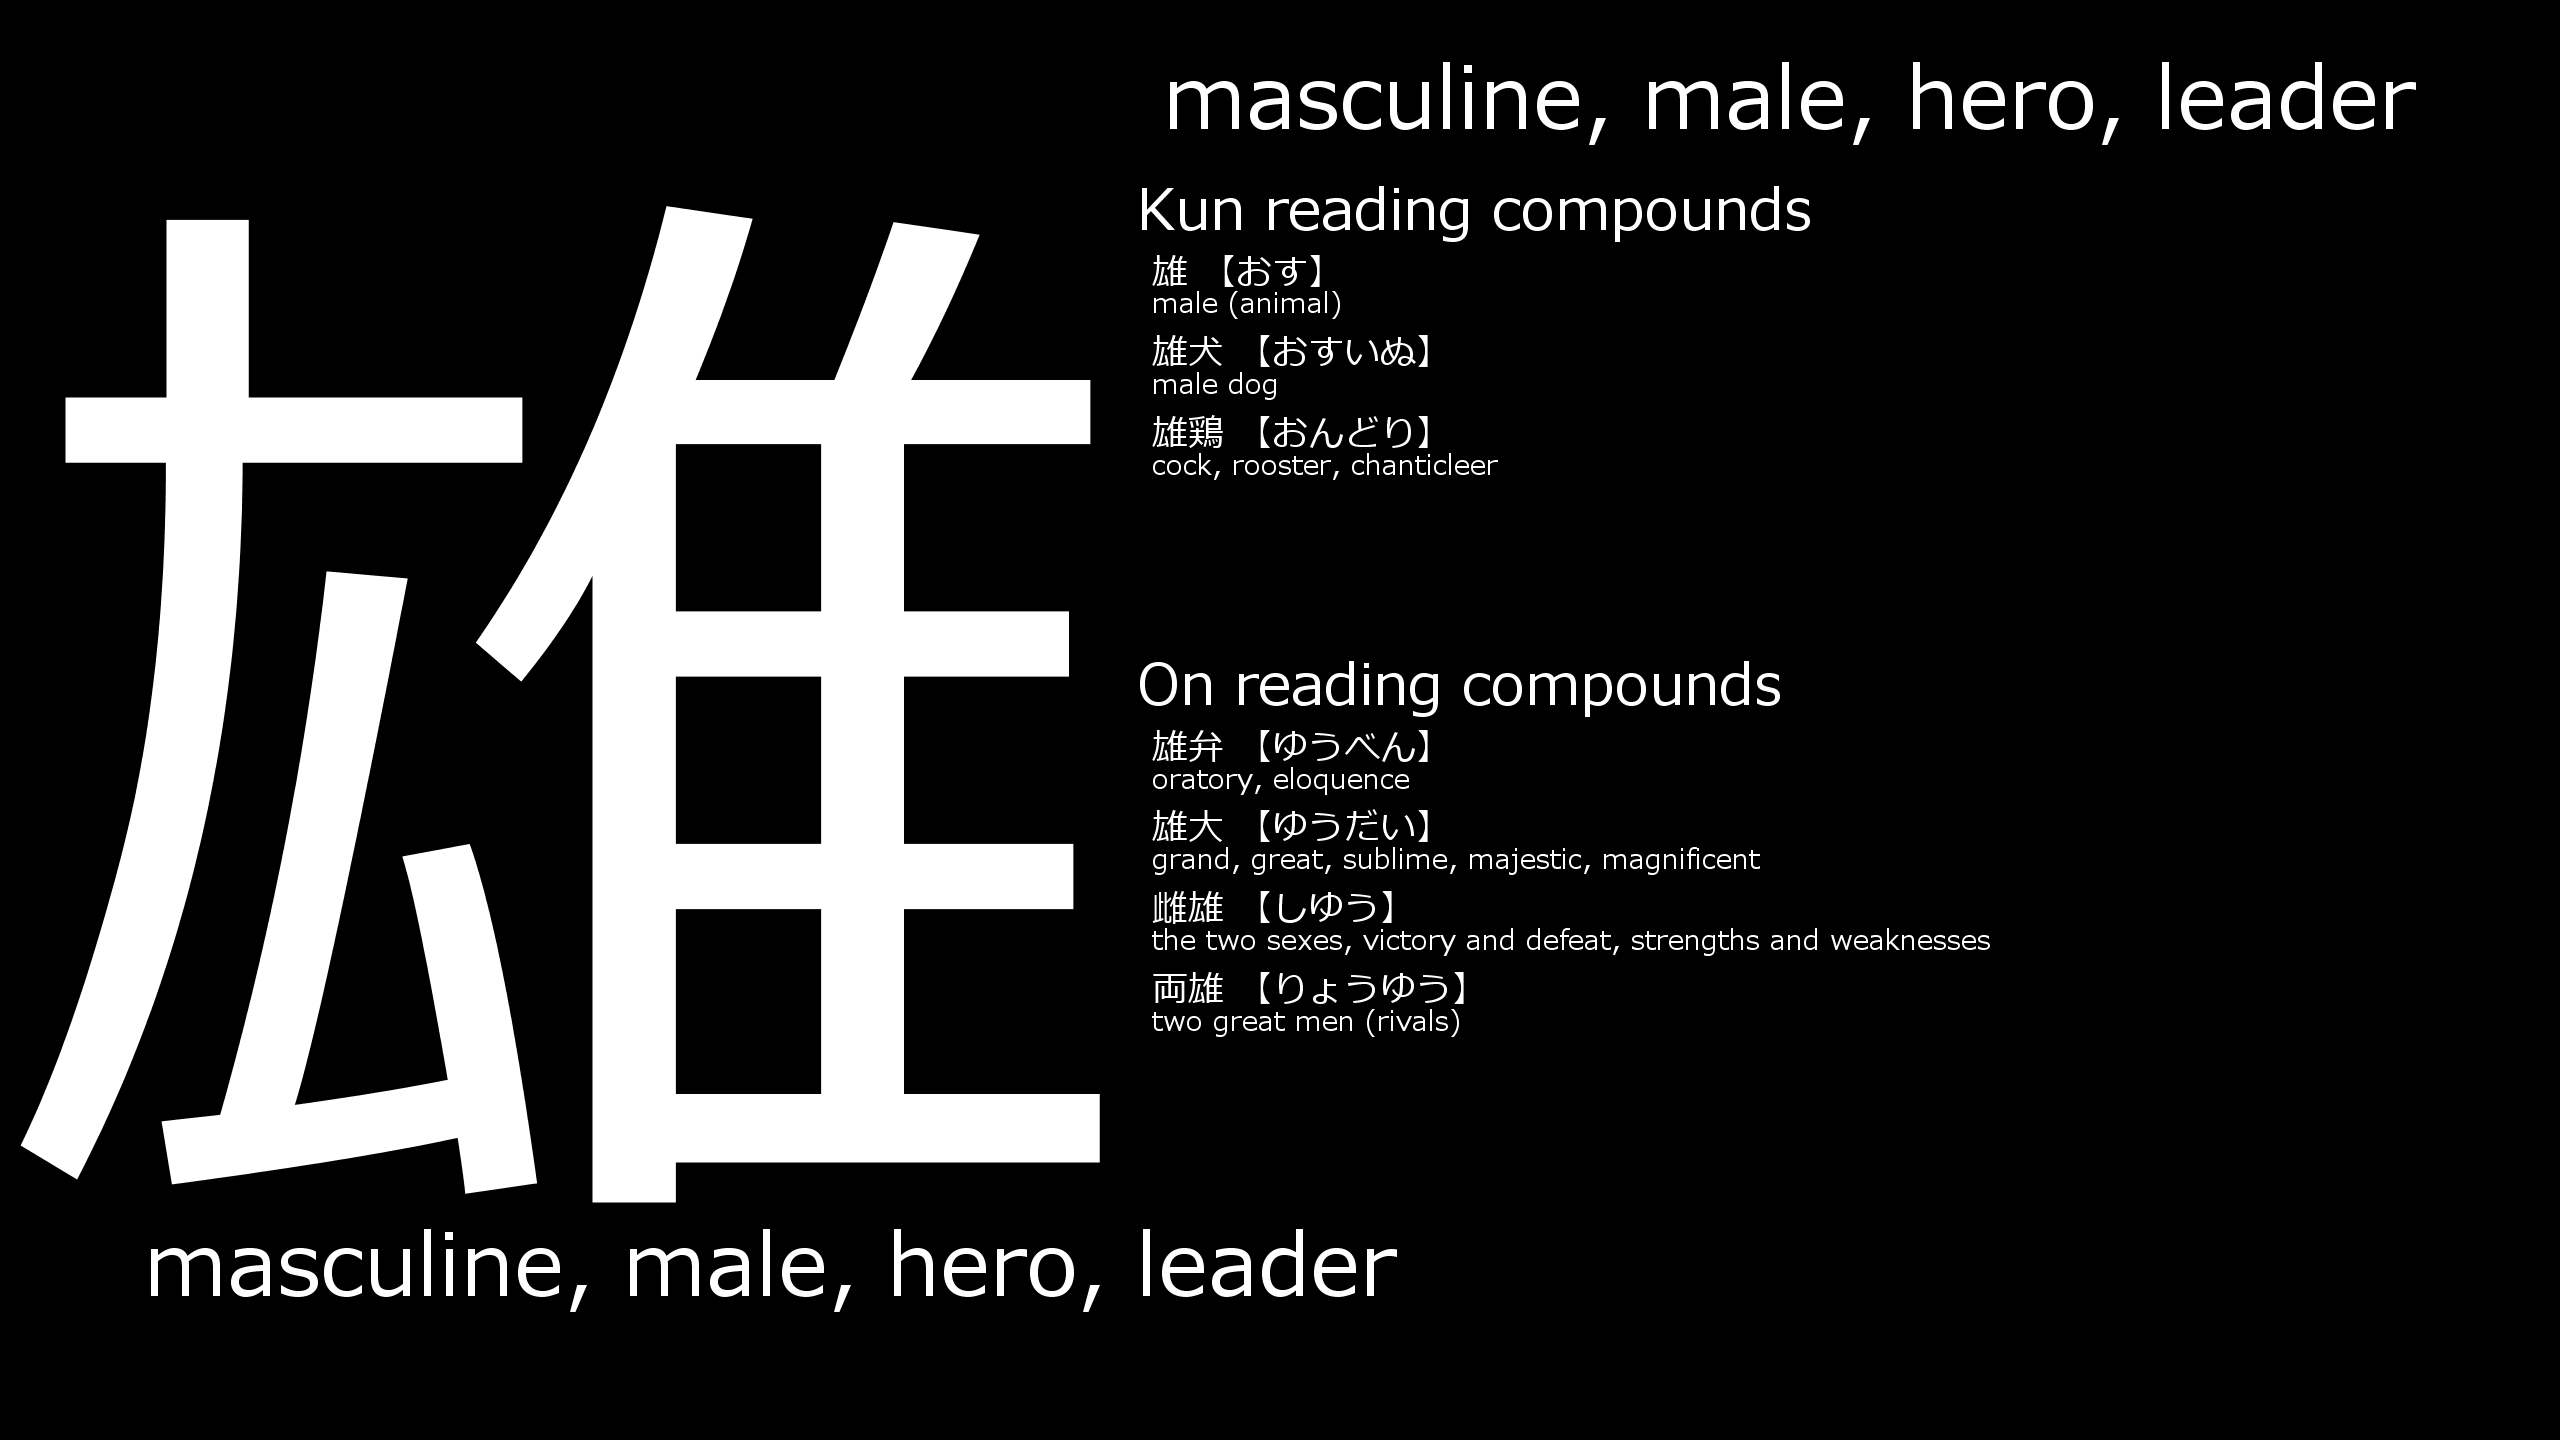 雄
masculine, male, hero, leader
masculine, male, hero, leader
Kun reading compounds
雄 【おす】
male (animal)
雄犬 【おすいぬ】
male dog
雄鶏 【おんどり】
cock, rooster, chanticleer
On reading compounds
雄弁 【ゆうべん】
oratory, eloquence
雄大 【ゆうだい】
grand, great, sublime, majestic, magnificent
雌雄 【しゆう】
the two sexes, victory and defeat, strengths and weaknesses
両雄 【りょうゆう】
two great men (rivals)